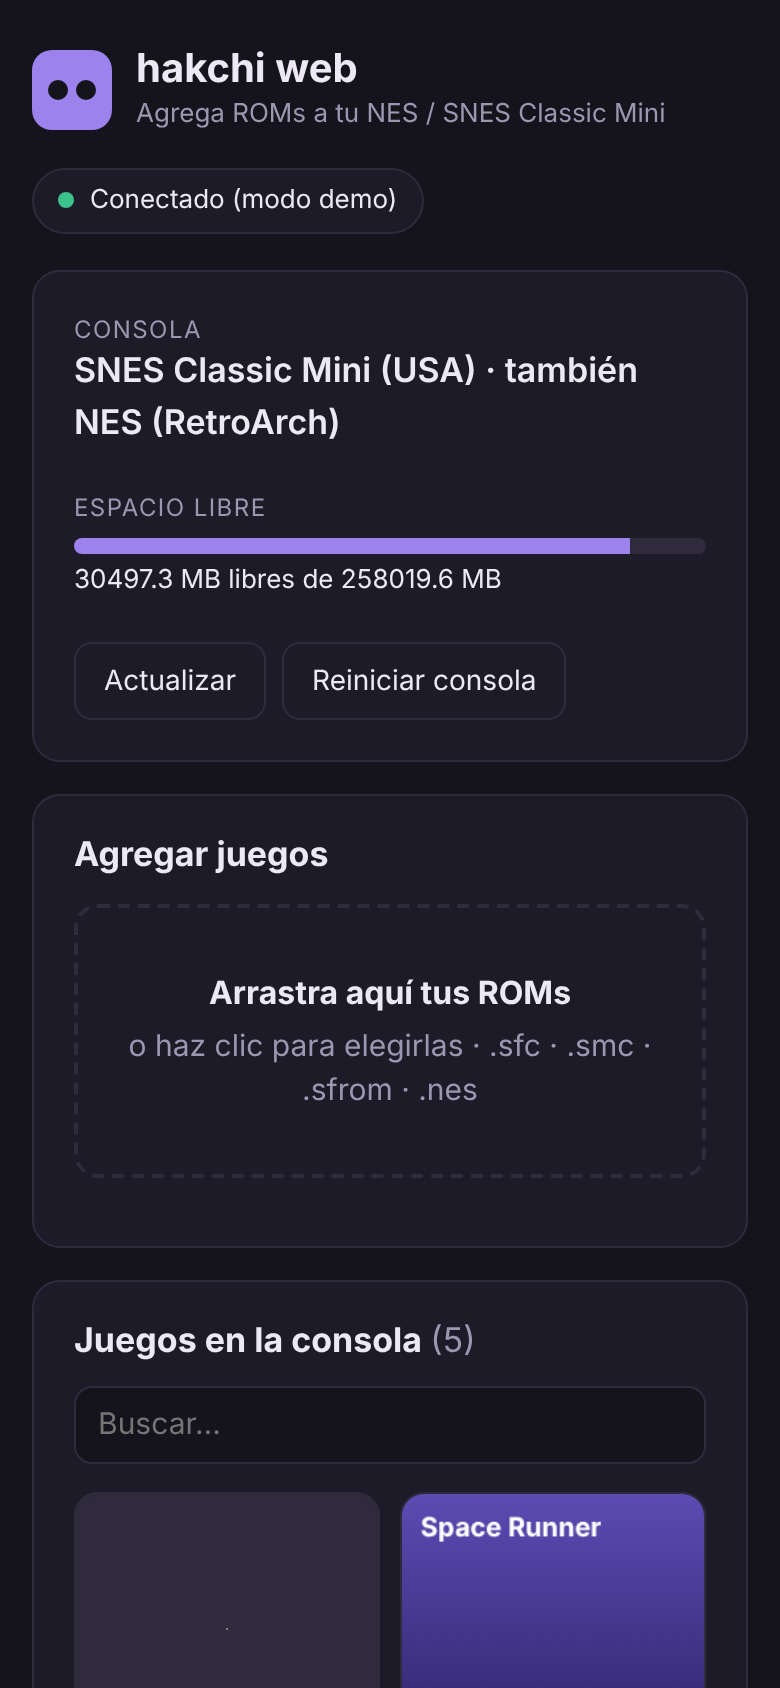 hakchi web
Agrega ROMs a tu NES / SNES Classic Mini
Conectado (modo demo)
CONSOLA
SNES Classic Mini (USA) · también
NES (RetroArch)
ESPACIO LIBRE
30497.3 MB libres de 258019.6 MB
Actualizar
Reiniciar consola
Agregar juegos
Arrastra aquí tus ROMs
o haz clic para elegirlas · .sfc · .smc ·
.sfrom · .nes
Juegos en la consola (5)
Buscar...
Space Runner